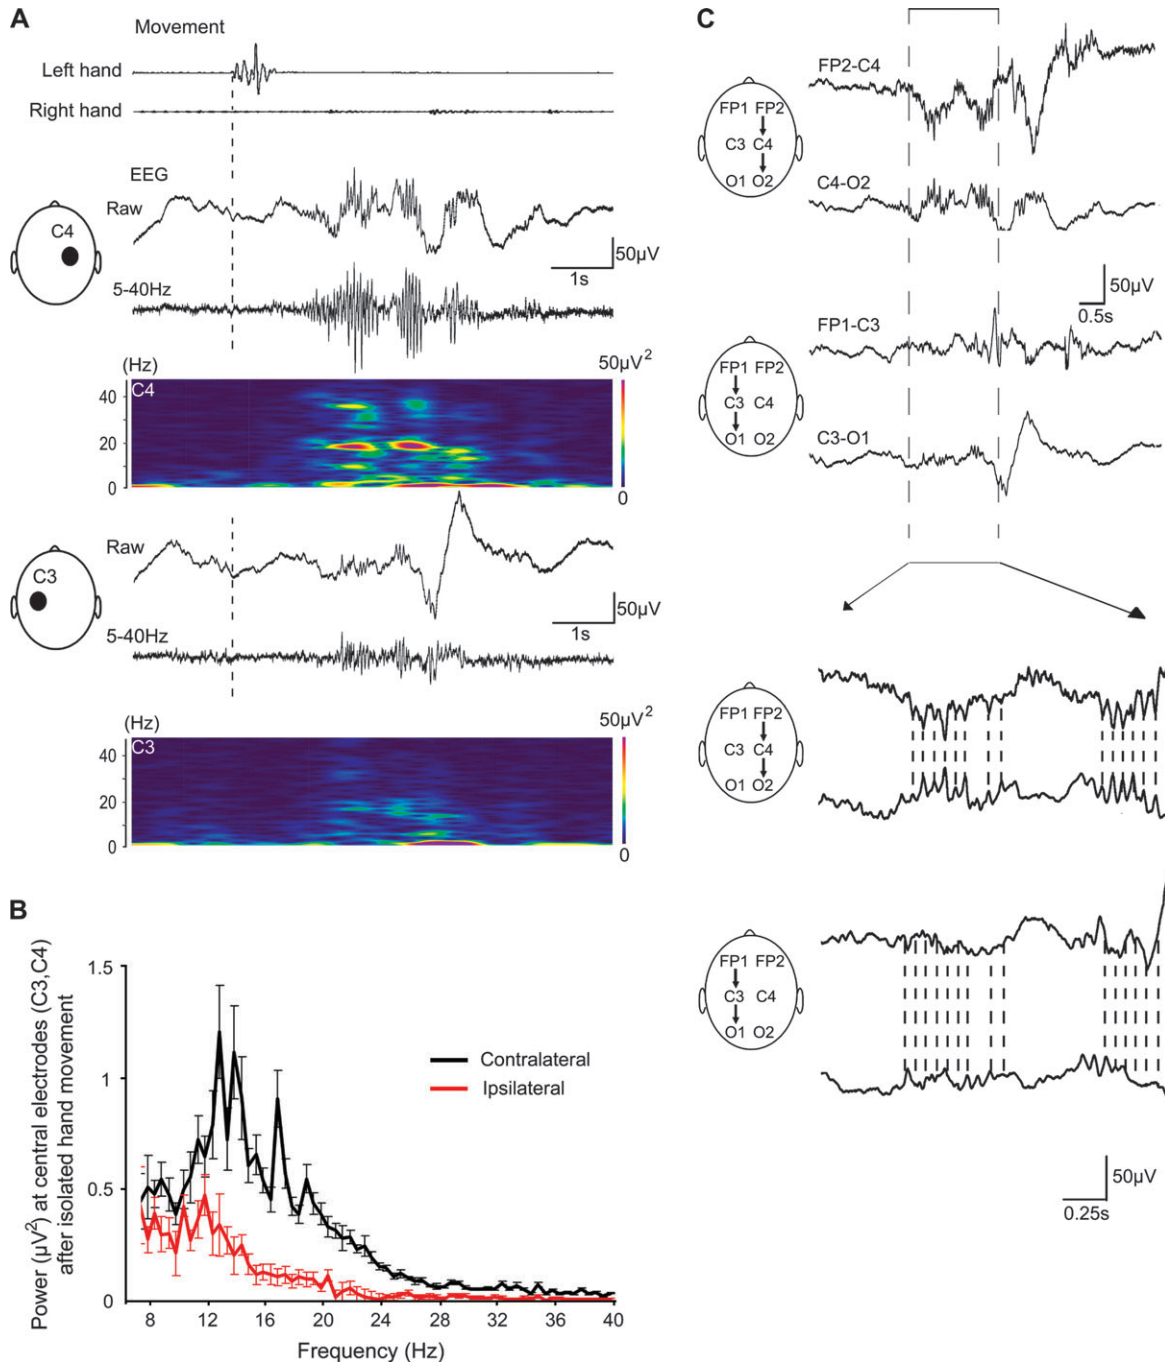 A
Movement
Left hand
Right hand
EEG
Raw
C4
50µV
1s
5-40Hz
(Hz)
50µV²
C4
40
20
0
0
Raw
C3
50µV
1s
5-40Hz
(Hz)
50µV²
C3
40
20
0
0
B
Power (µV²) at central electrodes (C3,C4)
after isolated hand movement
1.5
1
0.5
0
Contralateral
Ipsilateral
8 12 16 20 24 28 32 36 40
Frequency (Hz)
C
FP2-C4
FP1 FP2
C3 C4
O1 O2
C4-O2
50µV
0.5s
FP1-C3
FP1 FP2
C3 C4
O1 O2
C3-O1
FP1 FP2
C3 C4
O1 O2
FP1 FP2
C3 C4
O1 O2
50µV
0.25s